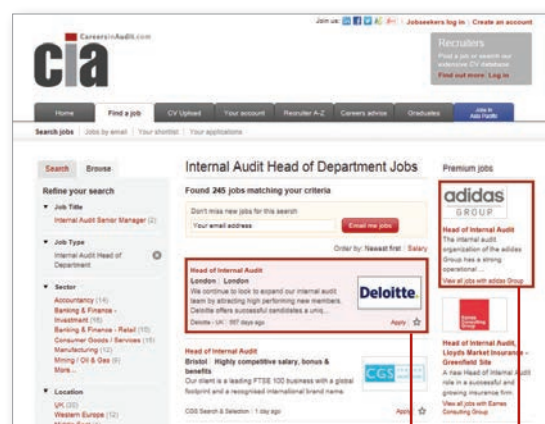 Join us: | Jobseekers log in | Create an account
CareersinAudit.com
cia
Recruiters
Find a job or search our
extensive CV database
Find out more: Log in
Home
Find a job
CV Upload
Your account
Recruiter A-Z
Careers advice
Graduates
Jobs in
Asia Pacific
Search jobs | Jobs by email | Your shortlist | Your applications
Search
Browse
Refine your search
Job Title
Internal Audit Senior Manager (2)
Job Type
Internal Audit Head of
Department
Sector
Accountancy (14)
Banking & Finance -
Investment (16)
Banking & Finance - Retail (10)
Consumer Goods / Services (15)
Manufacturing (12)
Mining / Oil & Gas (9)
More...
Location
UK (30)
Western Europe (12)
Internal Audit Head of Department Jobs
Found 245 jobs matching your criteria
Don't miss new jobs for this search
Your email address
Email me jobs
Order by: Newest first | Salary
Head of Internal Audit
London | London
We continue to look to expand our internal audit
team by attracting high performing new members.
Deloitte offers successful candidates a uniq...
Deloitte - UK | 597 days ago
Apply
Deloitte.
Head of Internal Audit
Bristol | Highly competitive salary, bonus &
benefits
Our client is a leading FTSE 100 business with a global
footprint and a recognised international brand name.
CGS Search & Selection | 1 day ago
Apply
CGS
Premium jobs
adidas
GROUP
Head of Internal Audit
The internal audit
organization of the adidas
Group has a strong
operational ...
View all jobs with adidas Group
Eames
Consulting
Group
Head of Internal Audit,
Lloyds Market Insurance –
Greenfield Site
A new Head of Internal Audit
role in a successful and
growing insurance firm.
View all jobs with Eames
Consulting Group